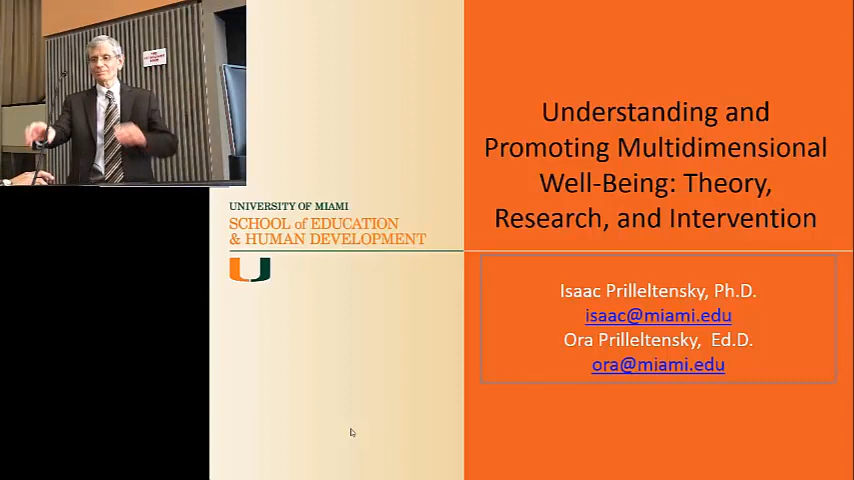 UNIVERSITY OF MIAMI
SCHOOL of EDUCATION
& HUMAN DEVELOPMENT
Understanding and
Promoting Multidimensional
Well-Being: Theory,
Research, and Intervention
Isaac Prilleltensky, Ph.D.
isaac@miami.edu
Ora Prilleltensky,  Ed.D.
ora@miami.edu